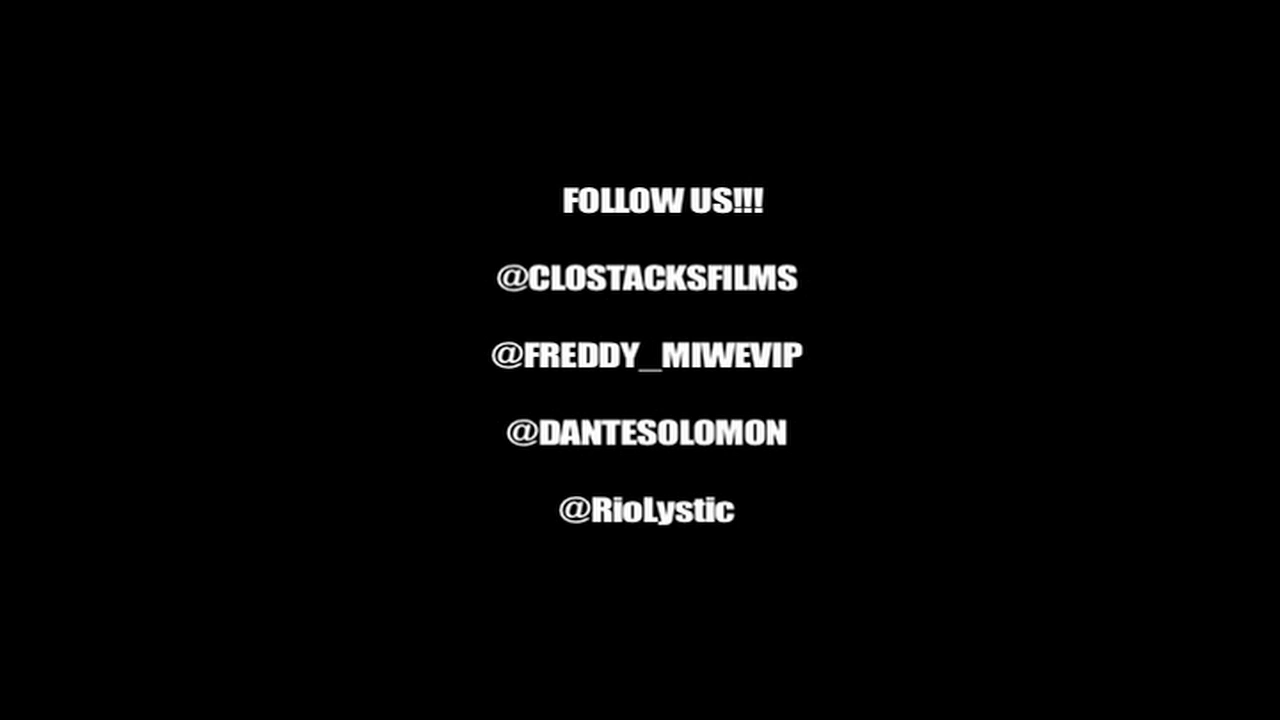 FOLLOW US!!!
@CLOSTACKSFILMS
@FREDDY_MIWEVIP
@DANTESOLOMON
@RioLystic